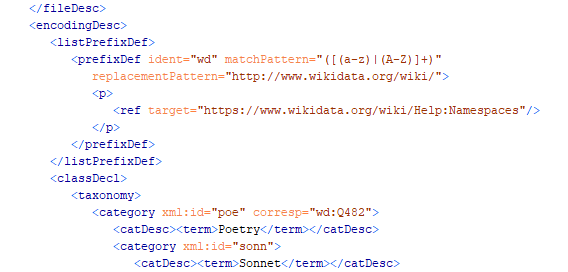 </fileDesc>
<encodingDesc>
<listPrefixDef>
<prefixDef ident="wd" matchPattern="([(a-z)|(A-Z)]+)"
replacementPattern="http://www.wikidata.org/wiki/">
<p>
<ref target="https://www.wikidata.org/wiki/Help:Namespaces"/>
</p>
</prefixDef>
</listPrefixDef>
<classDecl>
<taxonomy>
<category xml:id="poe" corresp="wd:Q482">
<catDesc><term>Poetry</term></catDesc>
<category xml:id="sonn">
<catDesc><term>Sonnet</term></catDesc>